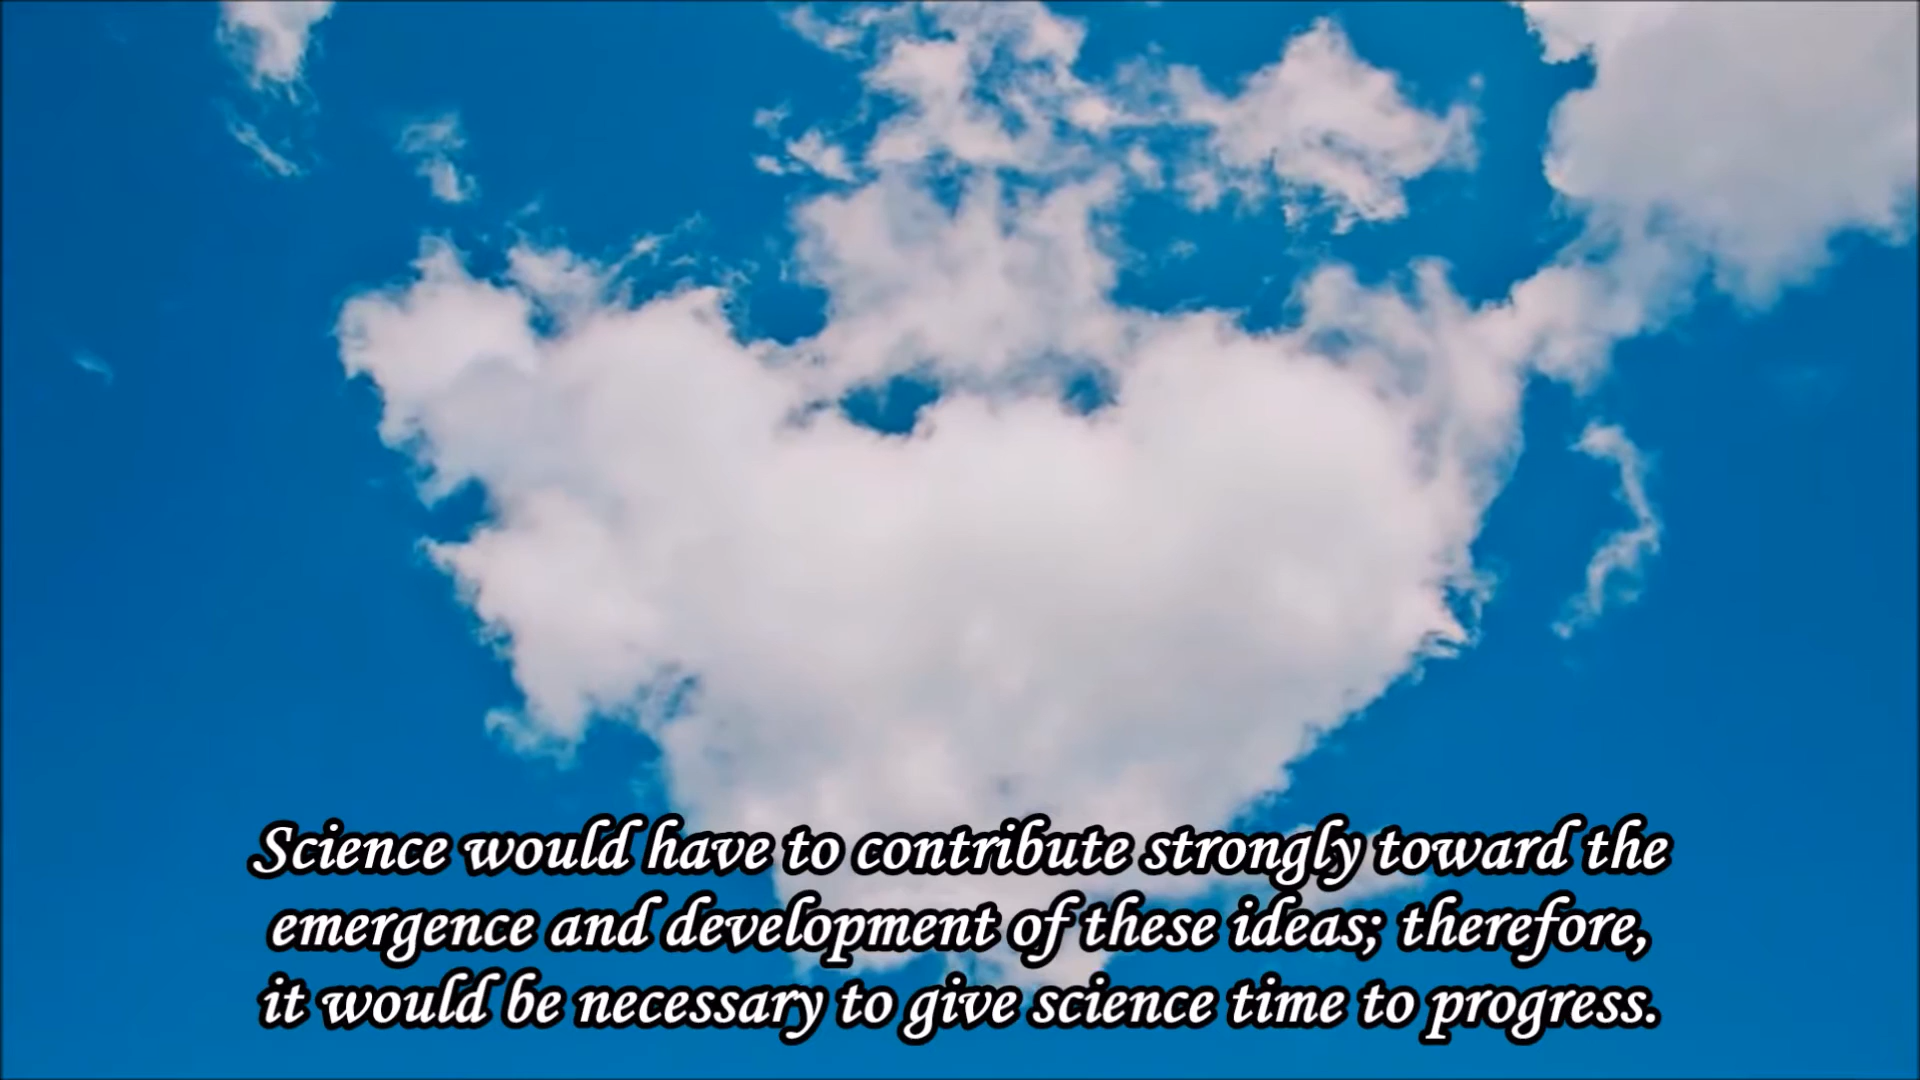 Science would have to contribute strongly toward the
emergence and development of these ideas; therefore,
it would be necessary to give science time to progress.